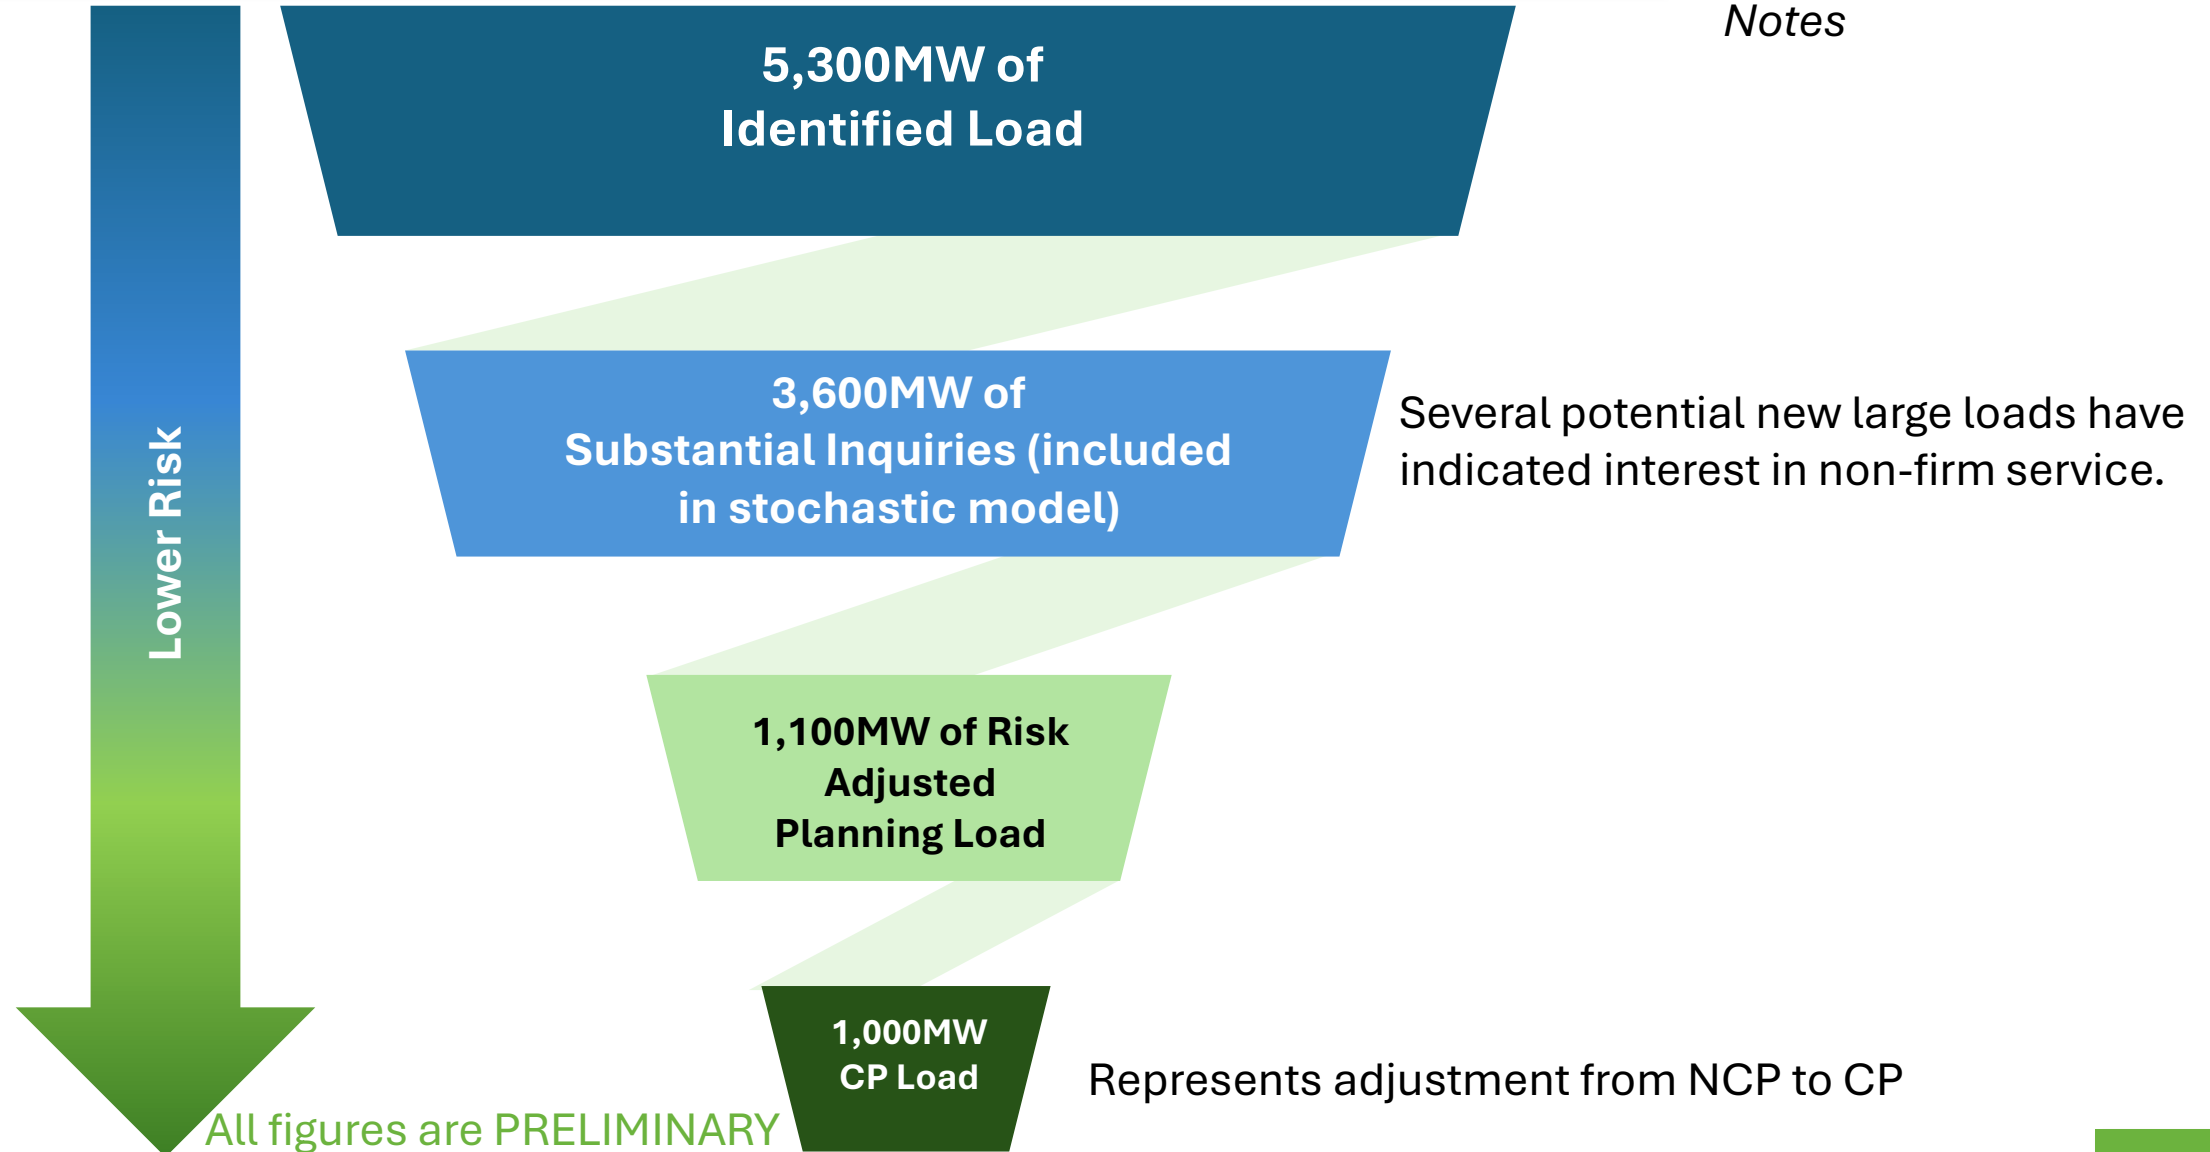 Notes
5,300MW of
Identified Load
3,600MW of
Substantial Inquiries (included
in stochastic model)
Several potential new large loads have
indicated interest in non-firm service.
Lower Risk
1,100MW of Risk
Adjusted
Planning Load
1,000MW
CP Load
Represents adjustment from NCP to CP
All figures are PRELIMINARY